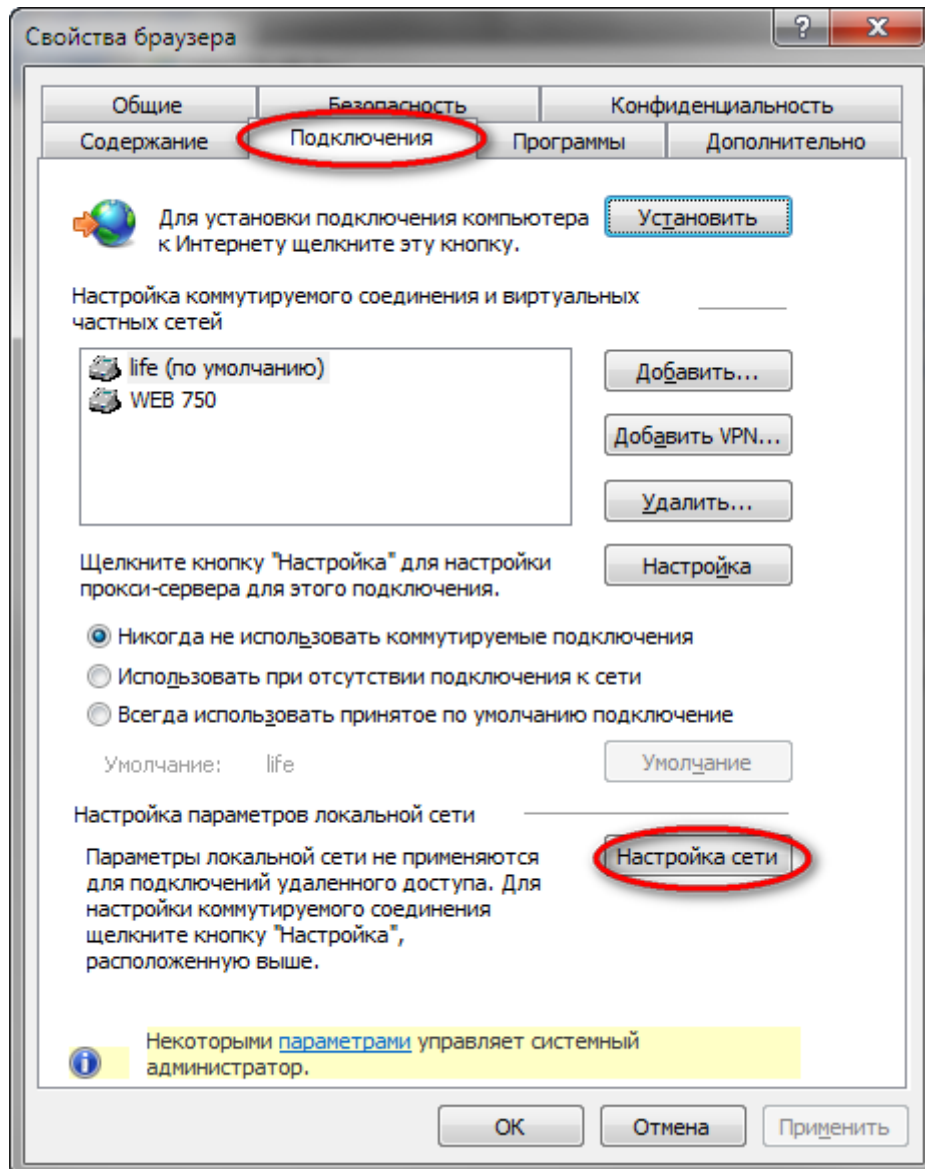 Свойства браузера
?
X
Общие
Безопасность
Конфиденциальность
Содержание
Подключения
Программы
Дополнительно
Для установки подключения компьютера
к Интернету щелкните эту кнопку.
Установить
Настройка коммутируемого соединения и виртуальных
частных сетей
life (по умолчанию)
WEB 750
Добавить...
Добавить VPN...
Удалить...
Щелкните кнопку "Настройка" для настройки
прокси-сервера для этого подключения.
Настройка
Никогда не использовать коммутируемые подключения
Использовать при отсутствии подключения к сети
Всегда использовать принятое по умолчанию подключение
Умолчание: life
Умолчание
Настройка параметров локальной сети
Параметры локальной сети не применяются
для подключений удаленного доступа. Для
настройки коммутируемого соединения
щелкните кнопку "Настройка",
расположенную выше.
Настройка сети
Некоторыми параметрами управляет системный
администратор.
OK
Отмена
Применить